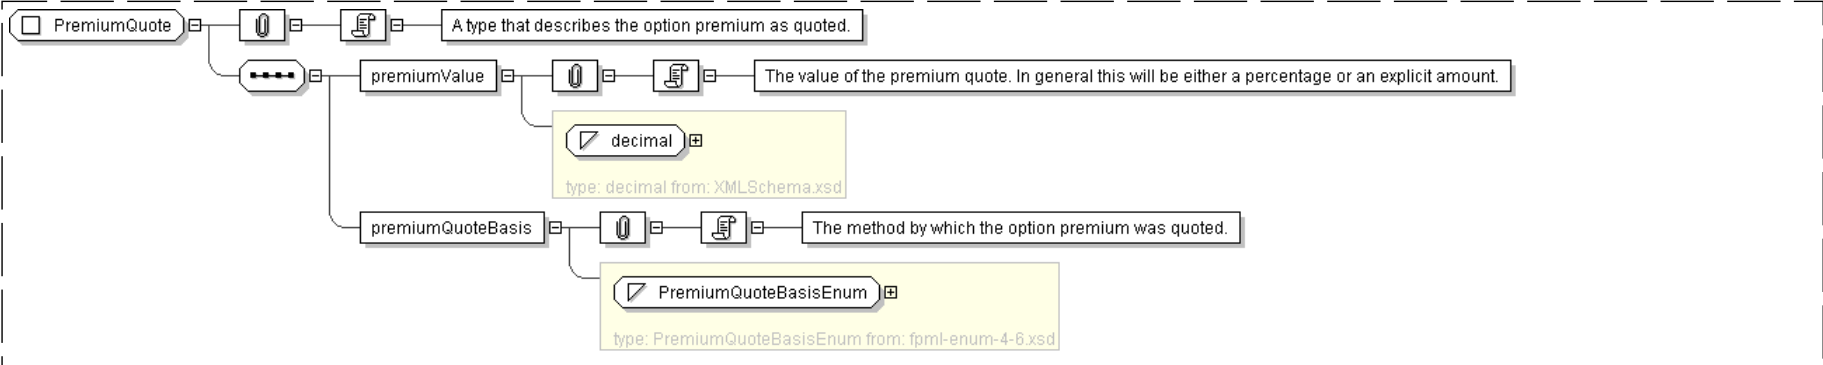 PremiumQuote
A type that describes the option premium as quoted.
premiumValue
The value of the premium quote. In general this will be either a percentage or an explicit amount.
decimal
type: decimal from: XMLSchema.xsd
premiumQuoteBasis
The method by which the option premium was quoted.
PremiumQuoteBasisEnum
type: PremiumQuoteBasisEnum from: fpml-enum-4-6.xsd